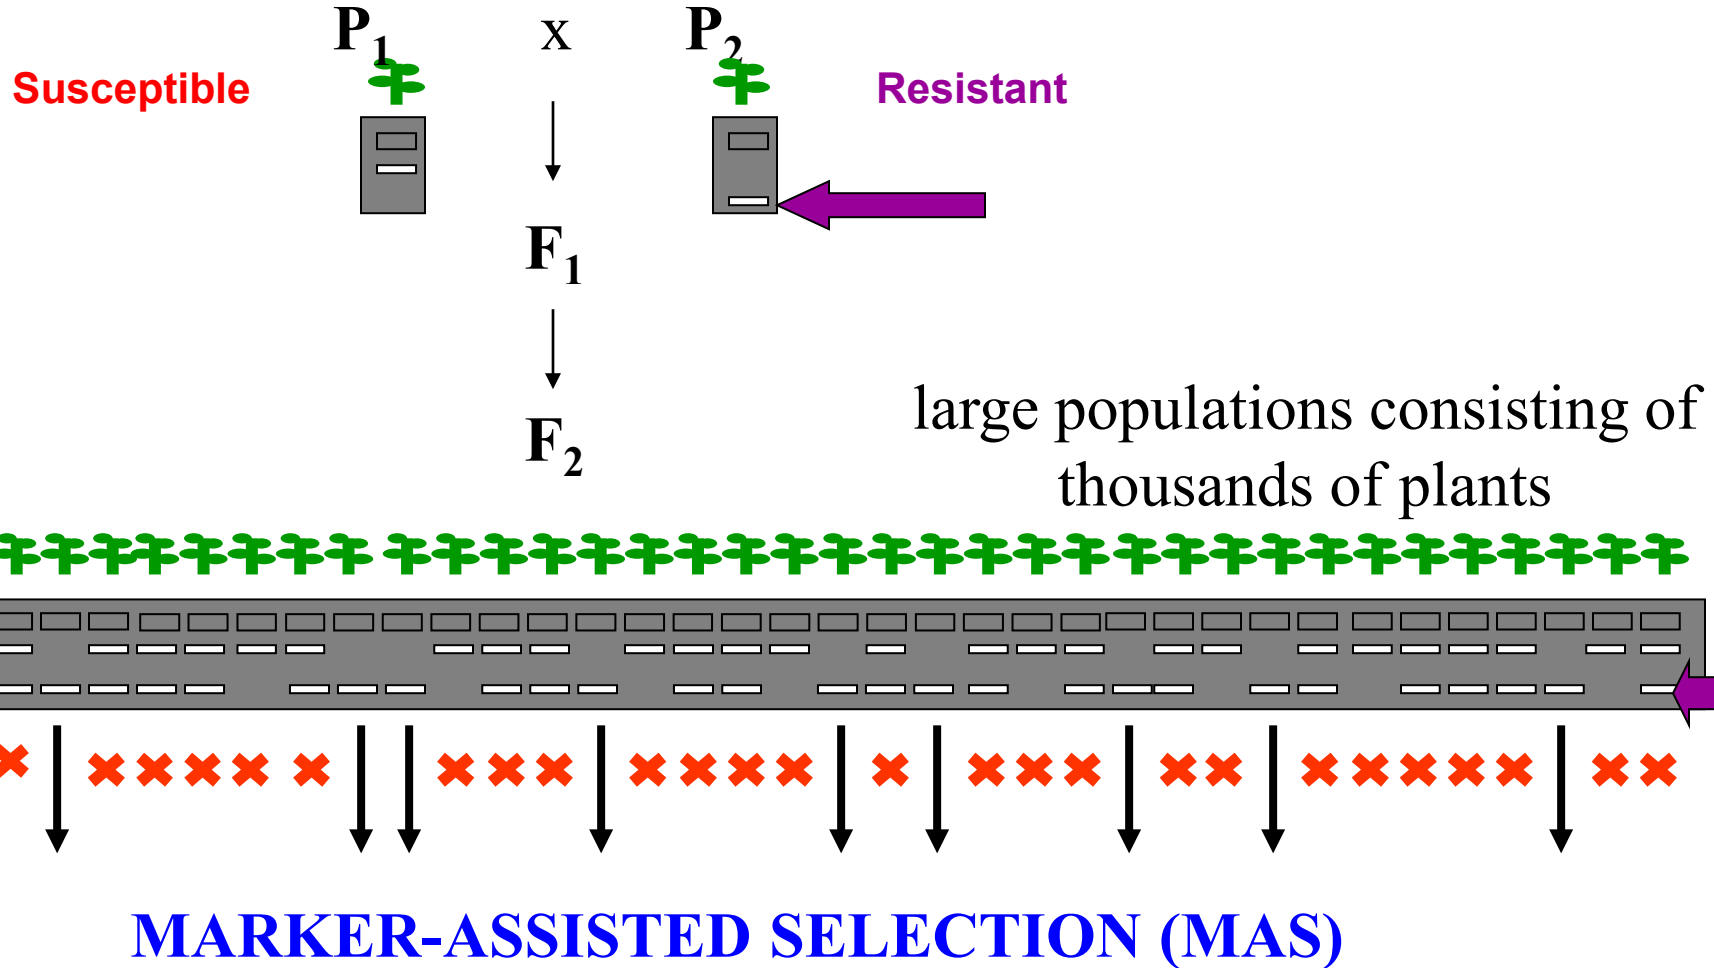 P₁ x P₂
Susceptible Resistant
F₁
large populations consisting of
F₂
thousands of plants
MARKER-ASSISTED SELECTION (MAS)